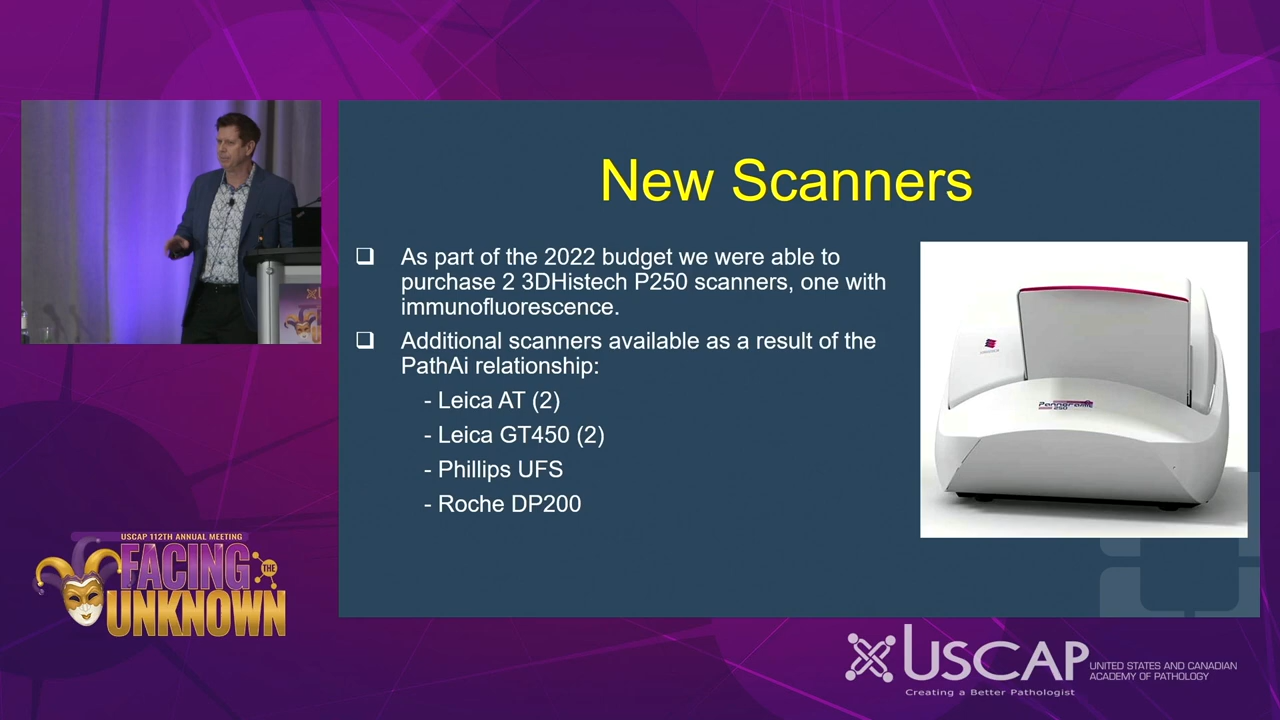 New Scanners
❑ As part of the 2022 budget we were able to
purchase 2 3DHistech P250 scanners, one with
immunofluorescence.
❑ Additional scanners available as a result of the
PathAi relationship:
- Leica AT (2)
- Leica GT450 (2)
- Phillips UFS
- Roche DP200
Pannoramic
250
USCAP 112TH ANNUAL MEETING
FACING THE
UNKNOWN
USCAP
UNITED STATES AND CANADIAN
ACADEMY OF PATHOLOGY
Creating a Better Pathologist